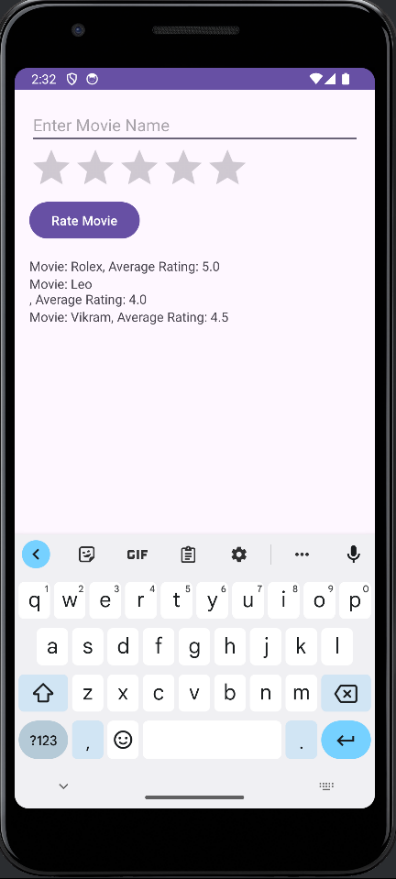 2:32
Enter Movie Name
Rate Movie
Movie: Rolex, Average Rating: 5.0
Movie: Leo
, Average Rating: 4.0
Movie: Vikram, Average Rating: 4.5
GIF
q1 w2 e3 r4 t5 y6 u7 i8 o9 p0
a s d f g h j k l
z x c v b n m
?123 , .